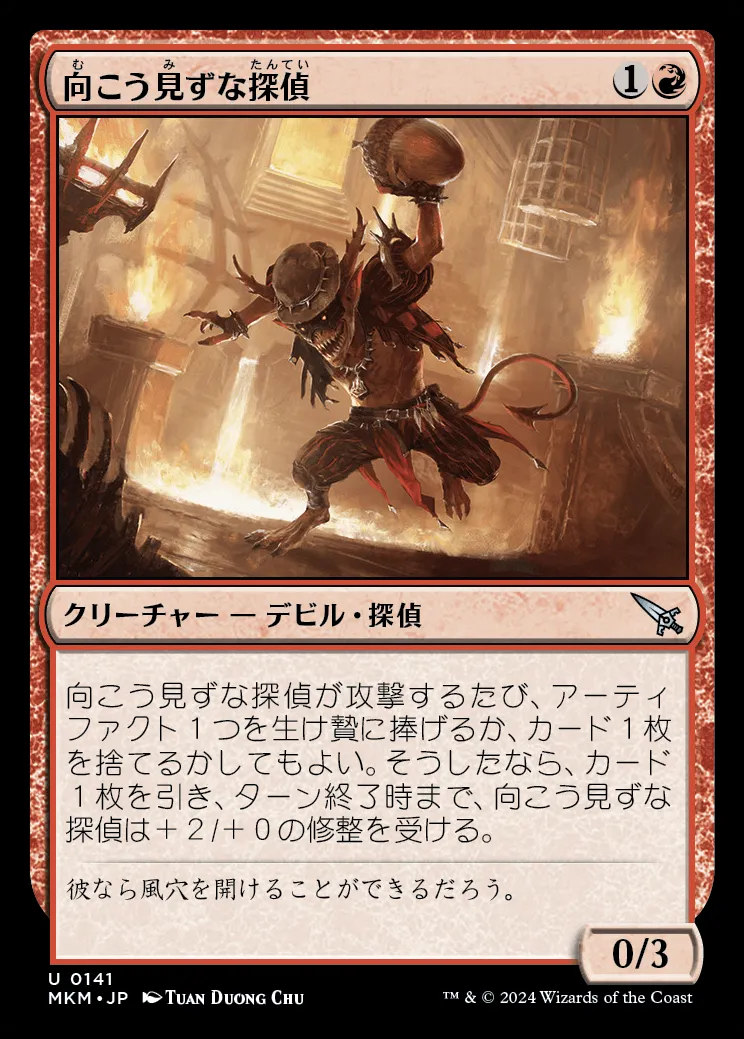 む み たんてい
向こう見ずな探偵 1
クリーチャー — デビル・探偵
向こう見ずな探偵が攻撃するたび、アーティ
ファクト１つを生け贄に捧げるか、カード１枚
を捨てるかしてもよい。そうしたなら、カード
１枚を引き、ターン終了時まで、向こう見ずな
探偵は＋２/＋０の修整を受ける。
彼なら風穴を開けることができるだろう。
0/3
U 0141
MKM • JP Tuan Duong Chu
™ & © 2024 Wizards of the Coast